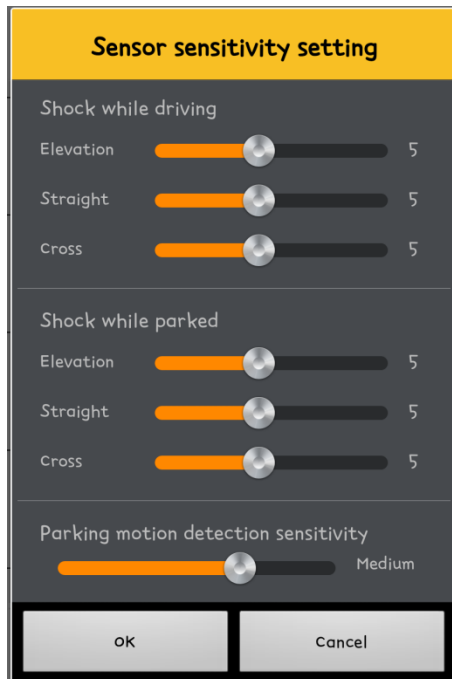 Sensor sensitivity setting
Shock while driving
Elevation 5
Straight 5
Cross 5
Shock while parked
Elevation 5
Straight 5
Cross 5
Parking motion detection sensitivity
Medium
OK Cancel